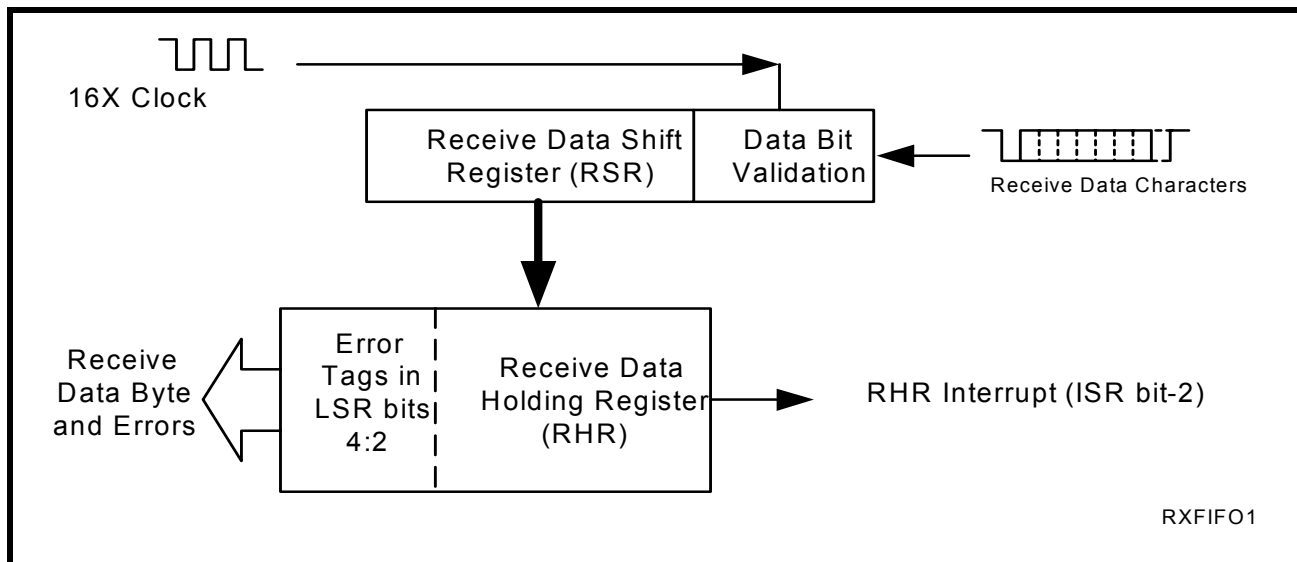 16X Clock
Receive Data Shift
Register (RSR)
Data Bit
Validation
Receive Data Characters
Receive
Data Byte
and Errors
Error
Tags in
LSR bits
4:2
Receive Data
Holding Register
(RHR)
RHR Interrupt (ISR bit-2)
RXFIFO1